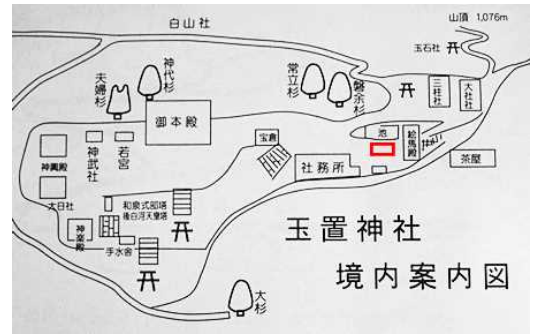 白山社
山頂 1,076m
玉石社
神代杉
夫婦杉
常立杉
磐余杉
三柱社
大社社
御本殿
宝倉
池
絵馬殿
茶屋
神輿殿
神武社
若宮
社務所
大日社
和泉式部塔
後白河天皇塔
神楽殿
手水舎
大杉
玉置神社
境内案内図